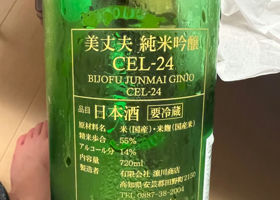 美丈夫 純米吟醸
CEL-24
BIJOFU JUNMAI GINJO
CEL-24
品目 日本酒 要冷蔵
原材料名 米(国産)・米麹(国産米)
精米歩合 55%
アルコール分 14%
内容量 720ml
製造者 有限会社 濵川商店
高知県安芸郡田野町2150
TEL 0887-38-2004